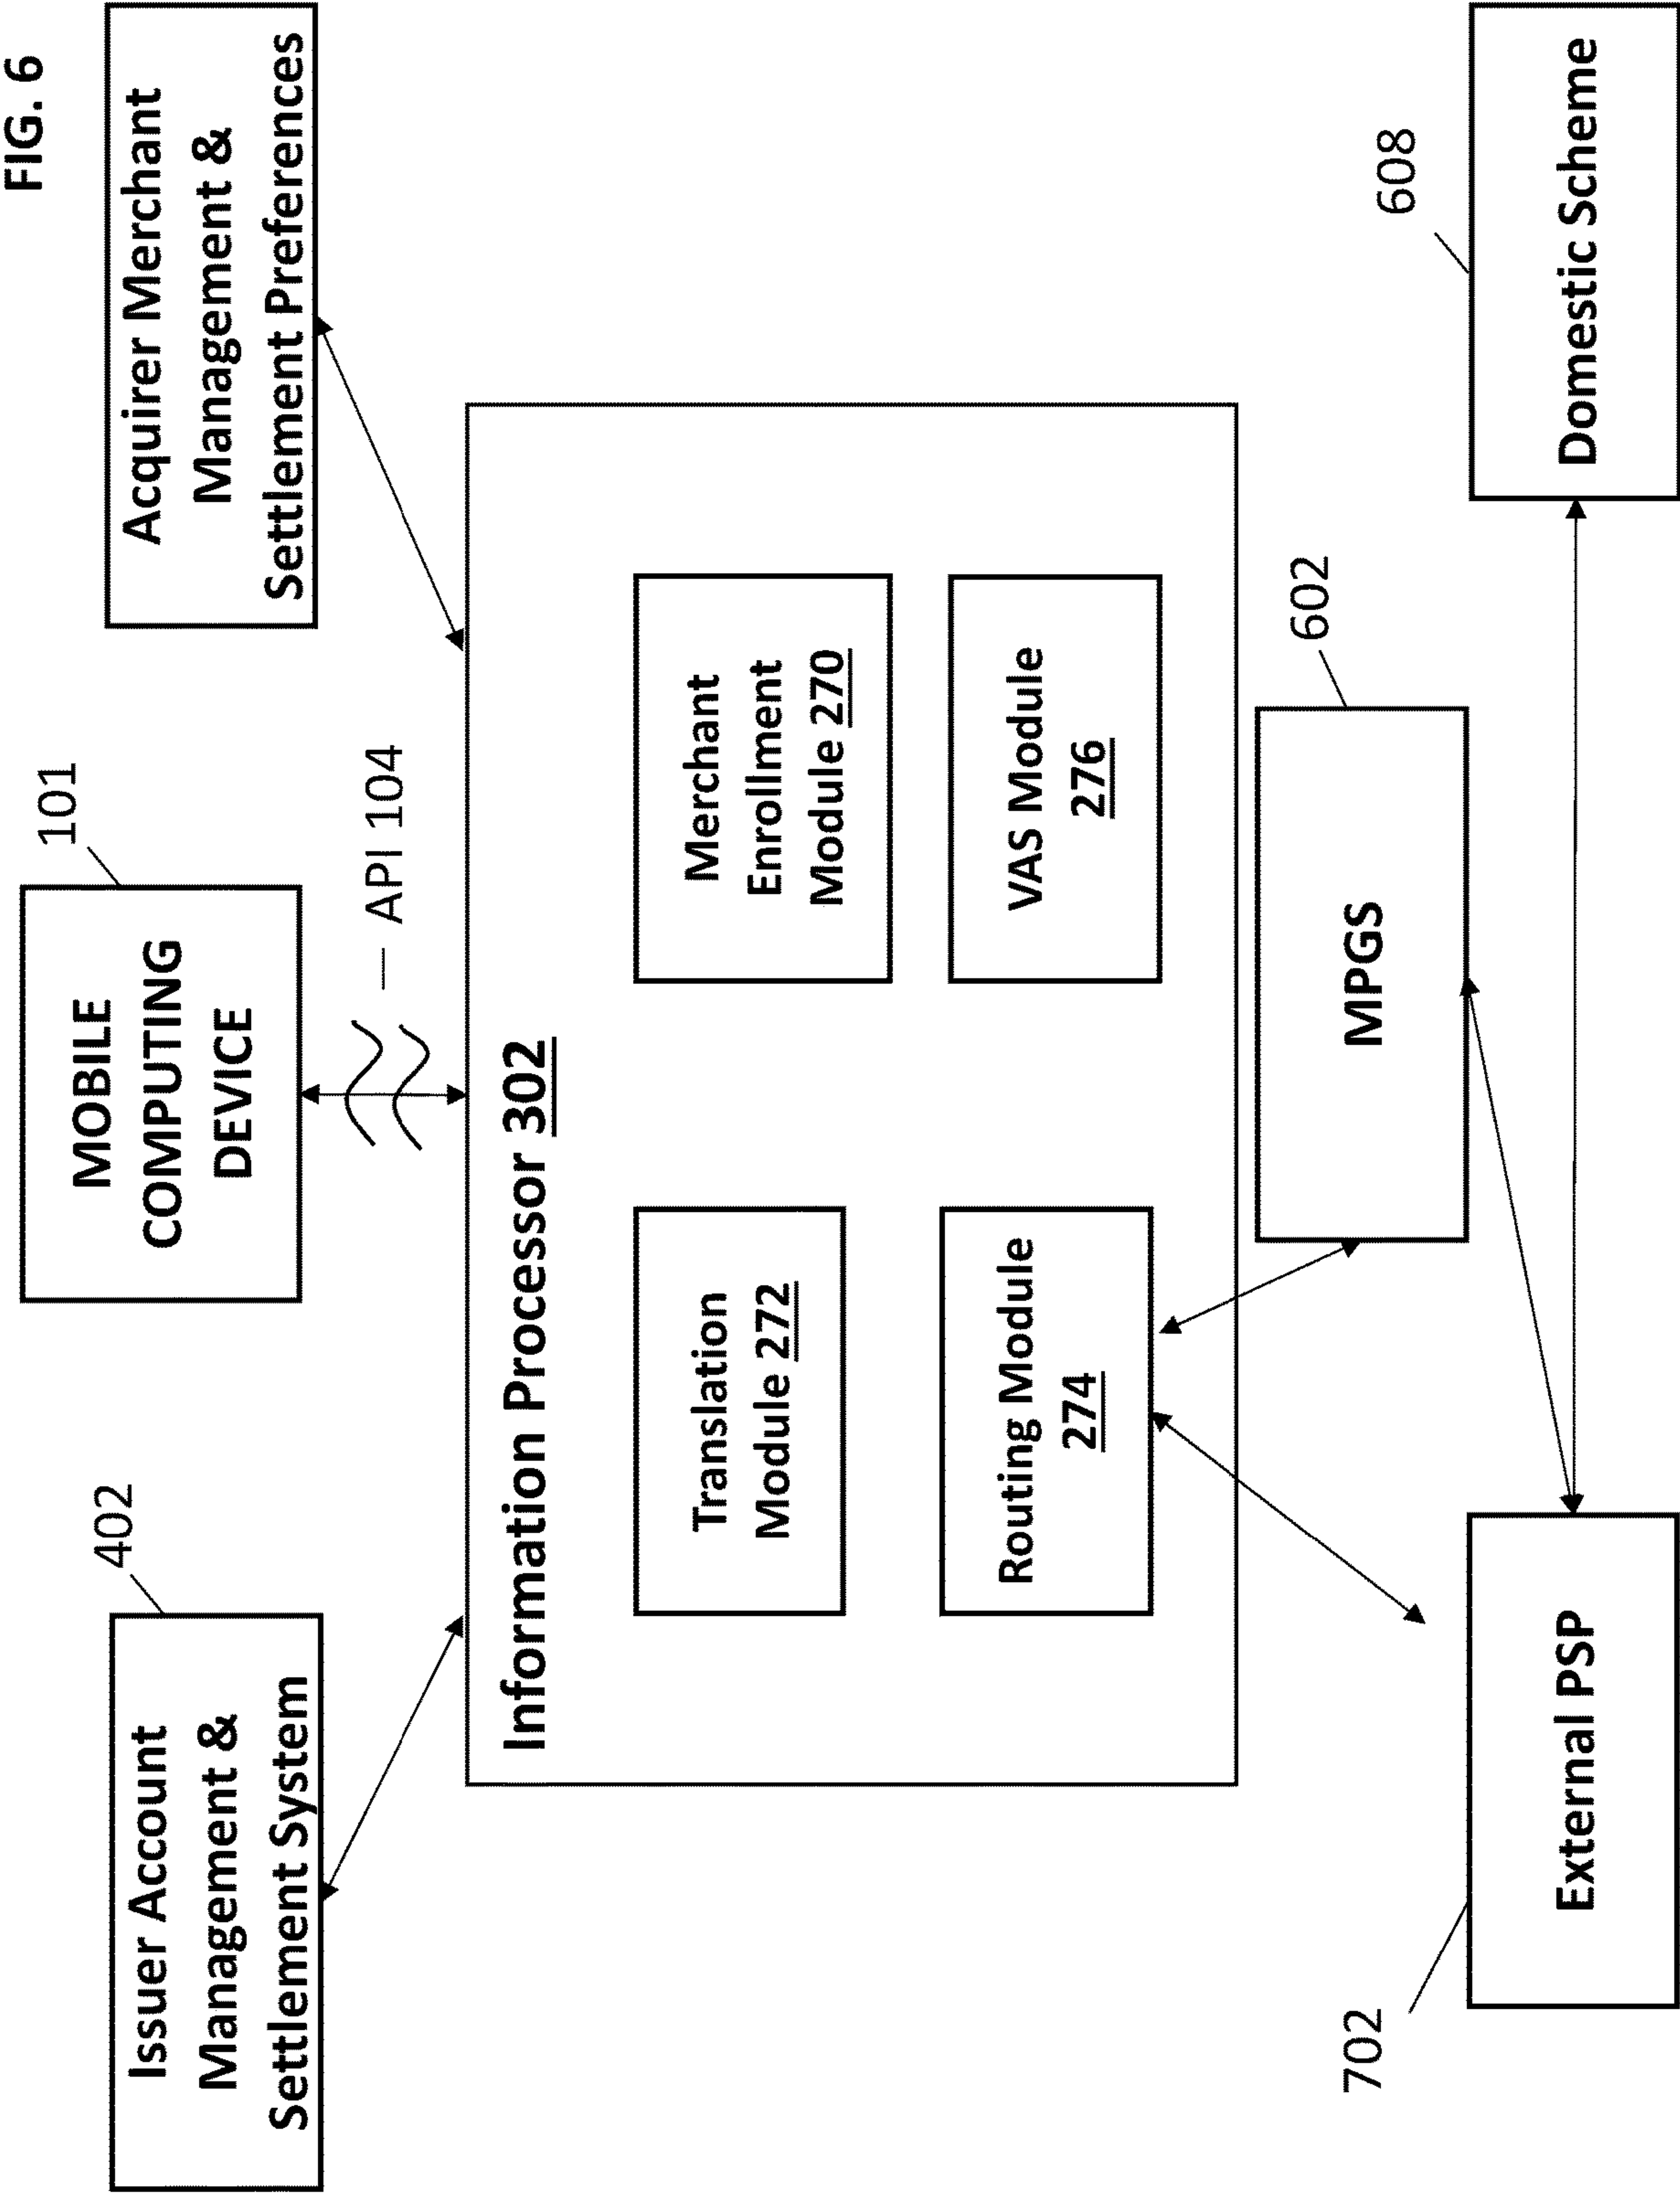 FIG. 6
402
Issuer Account
Management &
Settlement System
101
MOBILE
COMPUTING
DEVICE
API 104
Acquirer Merchant
Management &
Settlement Preferences
Information Processor 302
Translation
Module 272
Merchant
Enrollment
Module 270
Routing Module
274
VAS Module
276
602
MPGS
702
External PSP
608
Domestic Scheme